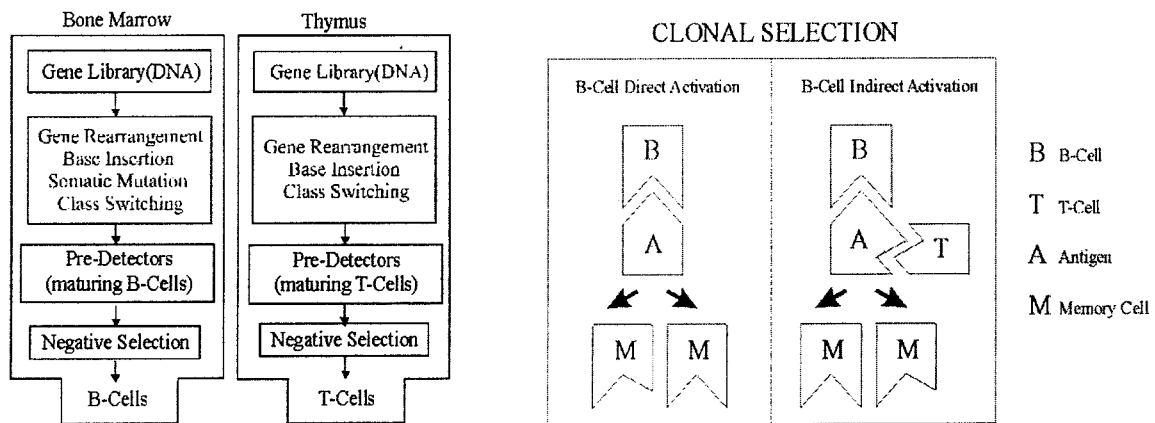 Bone Marrow
Gene Library(DNA)
Gene Rearrangement
Base Insertion
Somatic Mutation
Class Switching
Pre-Detectors
(maturing B-Cells)
Negative Selection
B-Cells
Thymus
Gene Library(DNA)
Gene Rearrangement
Base Insertion
Class Switching
Pre-Detectors
(maturing T-Cells)
Negative Selection
T-Cells
CLONAL SELECTION
B-Cell Direct Activation
B
A
M M
B-Cell Indirect Activation
B
A T
M M
B B-Cell
T T-Cell
A Antigen
M Memory Cell